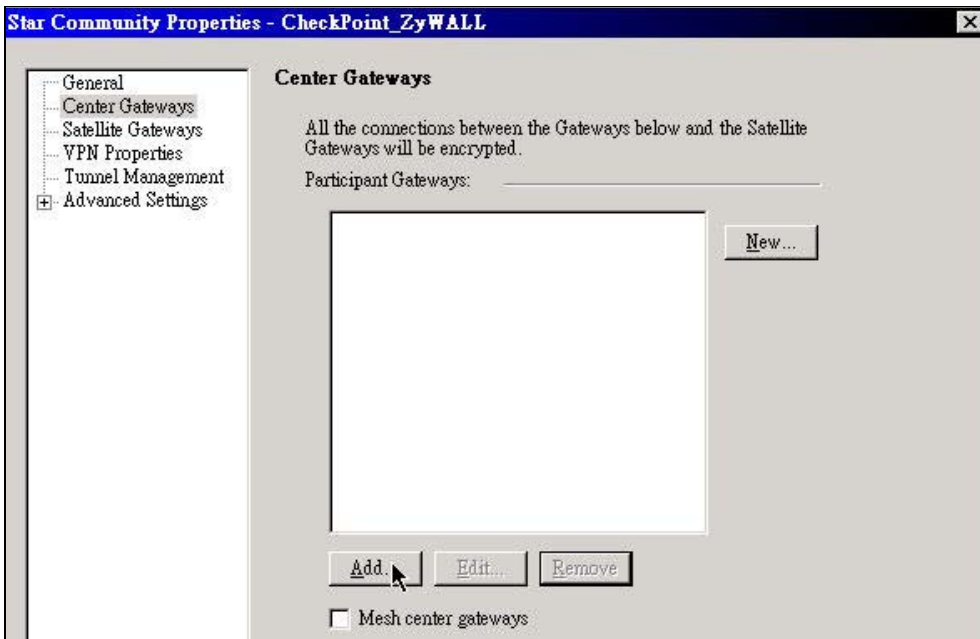 Star Community Properties - CheckPoint_ZyWALL
General
Center Gateways
Satellite Gateways
VPN Properties
Tunnel Management
Advanced Settings
Center Gateways
All the connections between the Gateways below and the Satellite
Gateways will be encrypted.
Participant Gateways:
New...
Add...
Edit...
Remove
Mesh center gateways